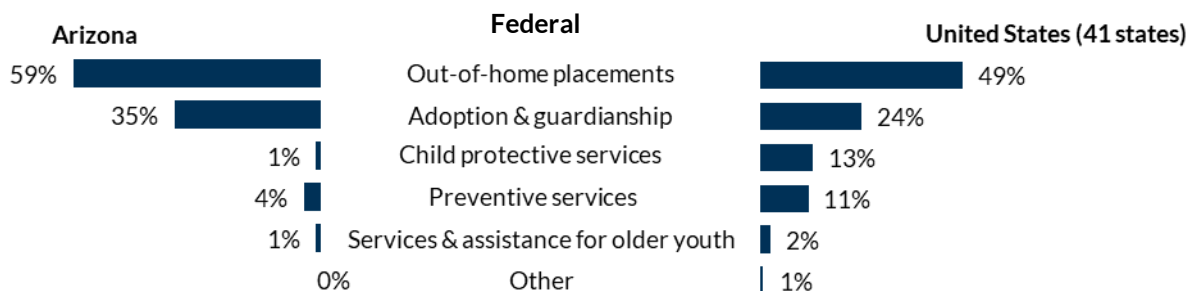 Federal
Arizona United States (41 states)
59% Out-of-home placements 49%
35% Adoption & guardianship 24%
1% Child protective services 13%
4% Preventive services 11%
1% Services & assistance for older youth 2%
0% Other 1%